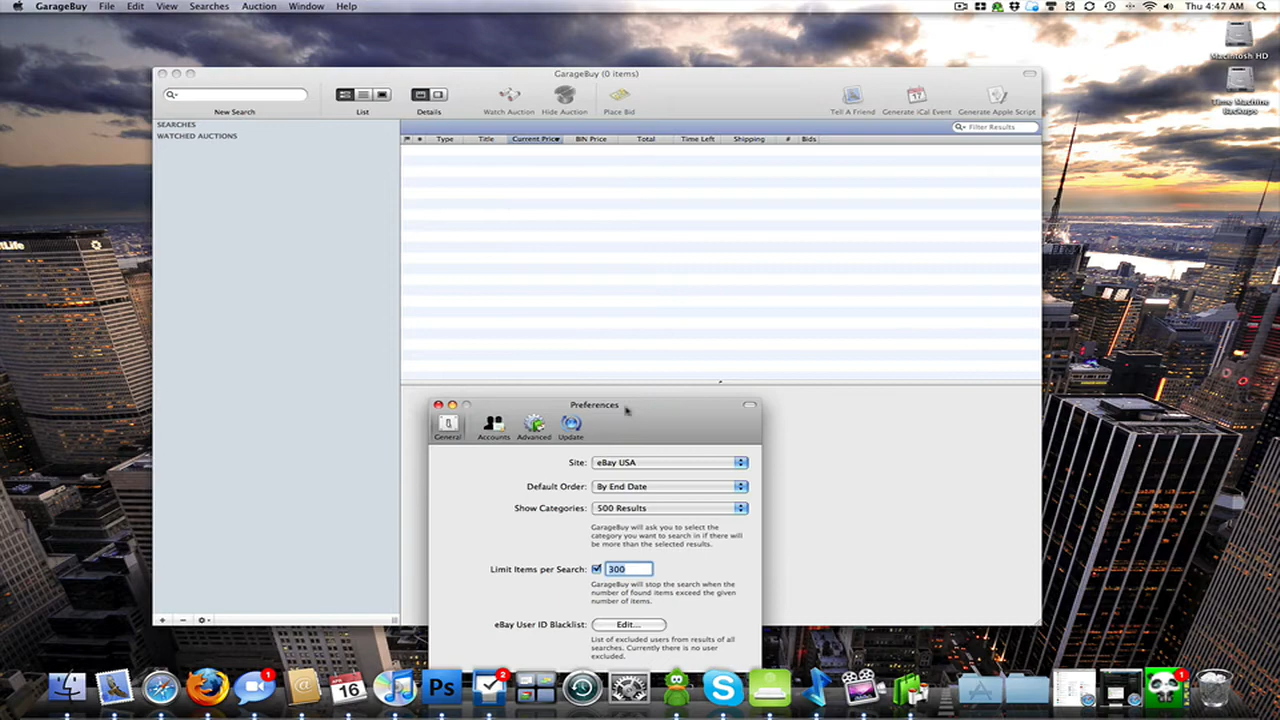 GarageBuy File Edit View Searches Auction Window Help Thu 4:47 AM
Macintosh HD
Time Machine
Backups
GarageBuy (0 items)
New Search List Details Watch Auction Hide Auction Place Bid Tell A Friend Generate iCal Event Generate Apple Script
SEARCHES
WATCHED AUCTIONS
Filter Results
Type Title Current Price BIN Price Total Time Left Shipping # Bids
Preferences
General Accounts Advanced Update
Site: eBay USA
Default Order: By End Date
Show Categories: 500 Results
GarageBuy will ask you to select the
category you want to search in if there will
be more than the selected results.
Limit Items per Search: 300
GarageBuy will stop the search when the
number of found items exceed the given
number of items.
eBay User ID Blacklist: Edit...
List of excluded users from results of all
searches. Currently there is no user
excluded.
1
APR
16
Ps
2
S
1